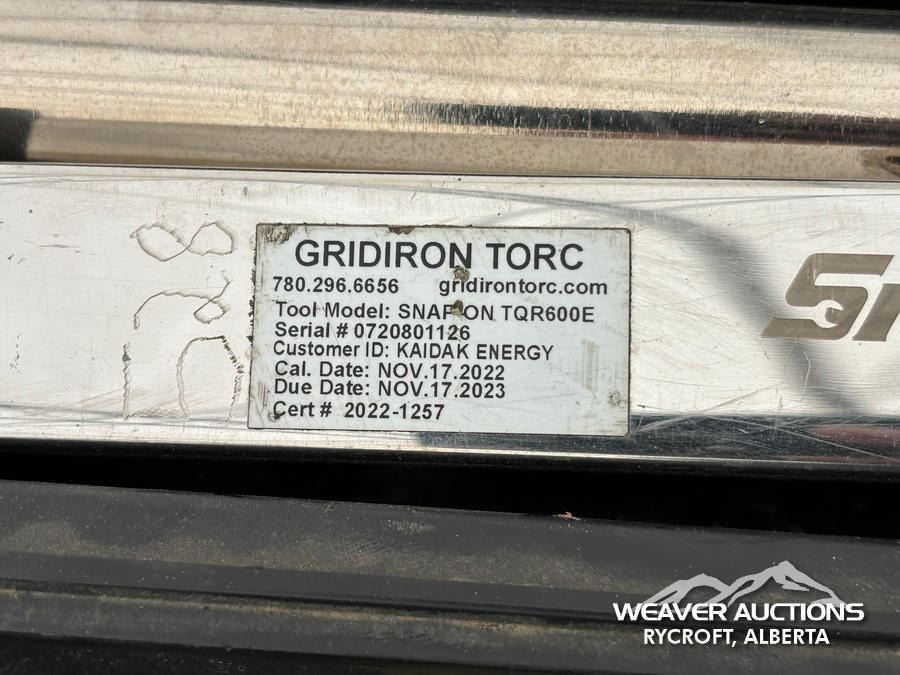 GRIDIRON TORC
780.296.6656 gridirontorc.com
Tool Model: SNAP-ON TQR600E
Serial # 0720801126
Customer ID: KAIDAK ENERGY
Cal. Date: NOV.17.2022
Due Date: NOV.17.2023
Cert # 2022-1257
WEAVER AUCTIONS
RYCROFT, ALBERTA